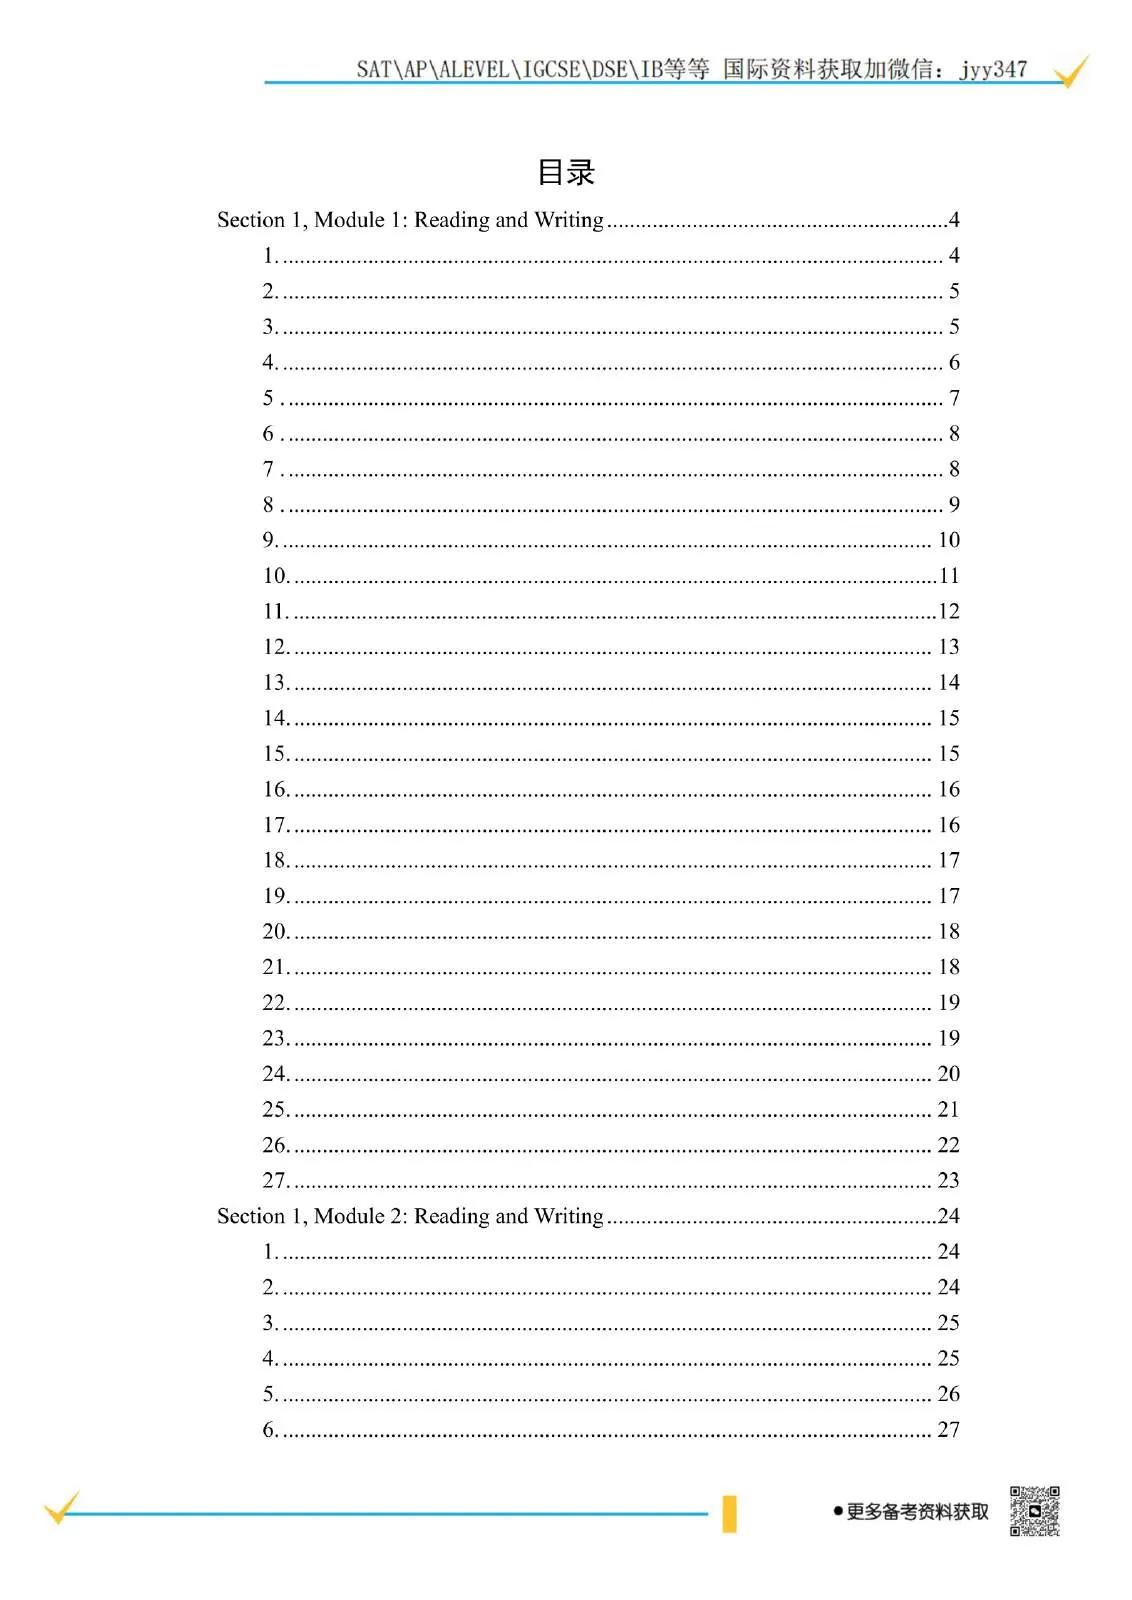 SAT\AP\ALEVEL\IGCSE\DSE\IB等等 国际资料获取加微信：jyy347
目录
Section 1, Module 1: Reading and Writing............................................................4
1. .................................................................................................................... 4
2. .................................................................................................................... 5
3. .................................................................................................................... 5
4. .................................................................................................................... 6
5 . ................................................................................................................... 7
6 . ................................................................................................................... 8
7 . ................................................................................................................... 8
8 . ................................................................................................................... 9
9. .................................................................................................................. 10
10. .................................................................................................................11
11. .................................................................................................................12
12. ................................................................................................................ 13
13. ................................................................................................................ 14
14. ................................................................................................................ 15
15. ................................................................................................................ 15
16. ................................................................................................................ 16
17. ................................................................................................................ 16
18. ................................................................................................................ 17
19. ................................................................................................................ 17
20. ................................................................................................................ 18
21. ................................................................................................................ 18
22. ................................................................................................................ 19
23. ................................................................................................................ 19
24. ................................................................................................................ 20
25. ................................................................................................................ 21
26. ................................................................................................................ 22
27. ................................................................................................................ 23
Section 1, Module 2: Reading and Writing..........................................................24
1. .................................................................................................................. 24
2. .................................................................................................................. 24
3. .................................................................................................................. 25
4. .................................................................................................................. 25
5. .................................................................................................................. 26
6. .................................................................................................................. 27
●更多备考资料获取